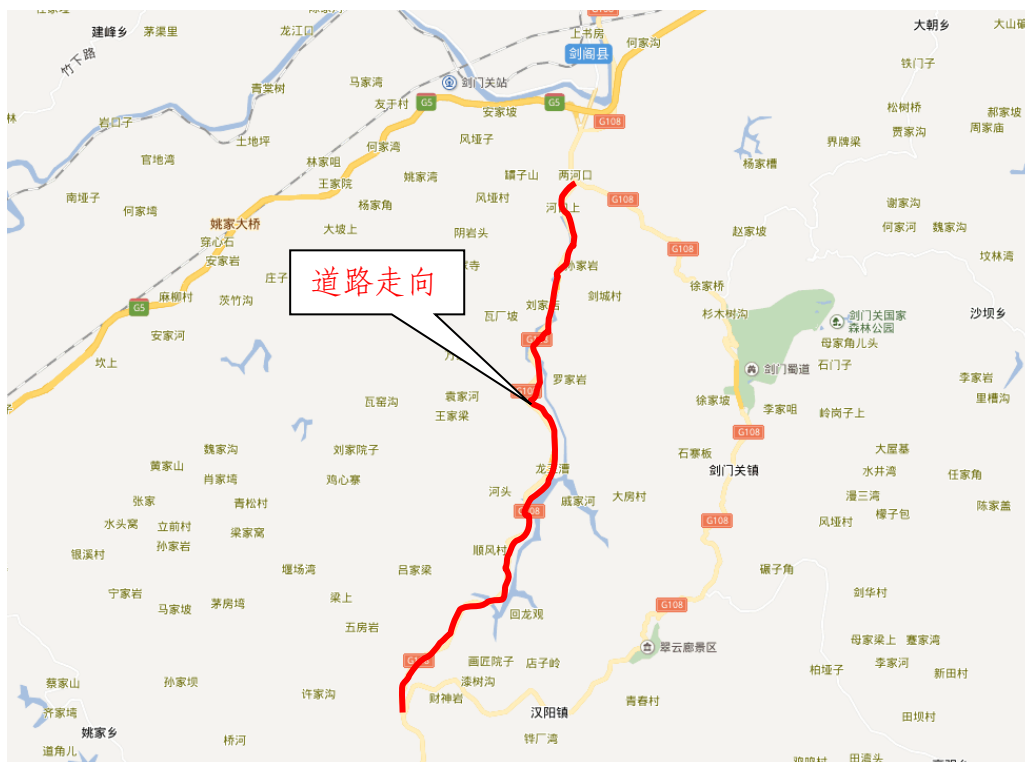 建峰乡
茅渠里
龙江口
上书房
剑阁县
何家沟
大朝乡
竹下路
马家湾
剑门关站
铁门子
青棠树
友于村
G5
安家坡
G5
G108
松树桥
郝家坡
岩口子
土地坪
何家湾
风垭子
界牌梁
贾家沟
周家庙
官地湾
林家咀
王家院
姚家湾
鑎子山
两河口
杨家槽
南垭子
何家塆
杨家角
风垭村
G108
谢家沟
姚家大桥
大坡上
阴岩头
赵家坡
何家河
魏家沟
穿心石
安家岩
G108
坟林湾
道路走向
孙家岩
麻柳村
茨竹沟
徐家桥
剑城村
G5
瓦厂坡
杉木树沟
剑门关国家
森林公园
沙坝乡
安家河
母家角儿头
坎上
石门子
剑门蜀道
罗家岩
李家岩
里槽沟
瓦窑沟
袁家河
王家梁
徐家坡
李家咀
岭岗子上
G108
魏家沟
刘家院子
石寨板
大屋基
黄家山
肖家塆
鸡心寨
剑门关镇
水井湾
任家角
张家
青松村
河头
戚家河
大房村
漫三湾
陈家盖
水头窝
立前村
梁家窝
G108
风垭村
檬子包
银溪村
孙家岩
顺风村
堰场湾
吕家梁
碾子角
宁家岩
马家坡
茅房塆
梁上
剑华村
G108
五房岩
回龙观
翠云廊景区
母家梁上
蹇家湾
画匠院子
店子岭
李家河
柏垭子
新田村
蔡家山
孙家坝
许家沟
漆树沟
财神岩
青春村
齐家塆
汉阳镇
田坝村
姚家乡
桥河
铧厂湾
道角儿
田湾头